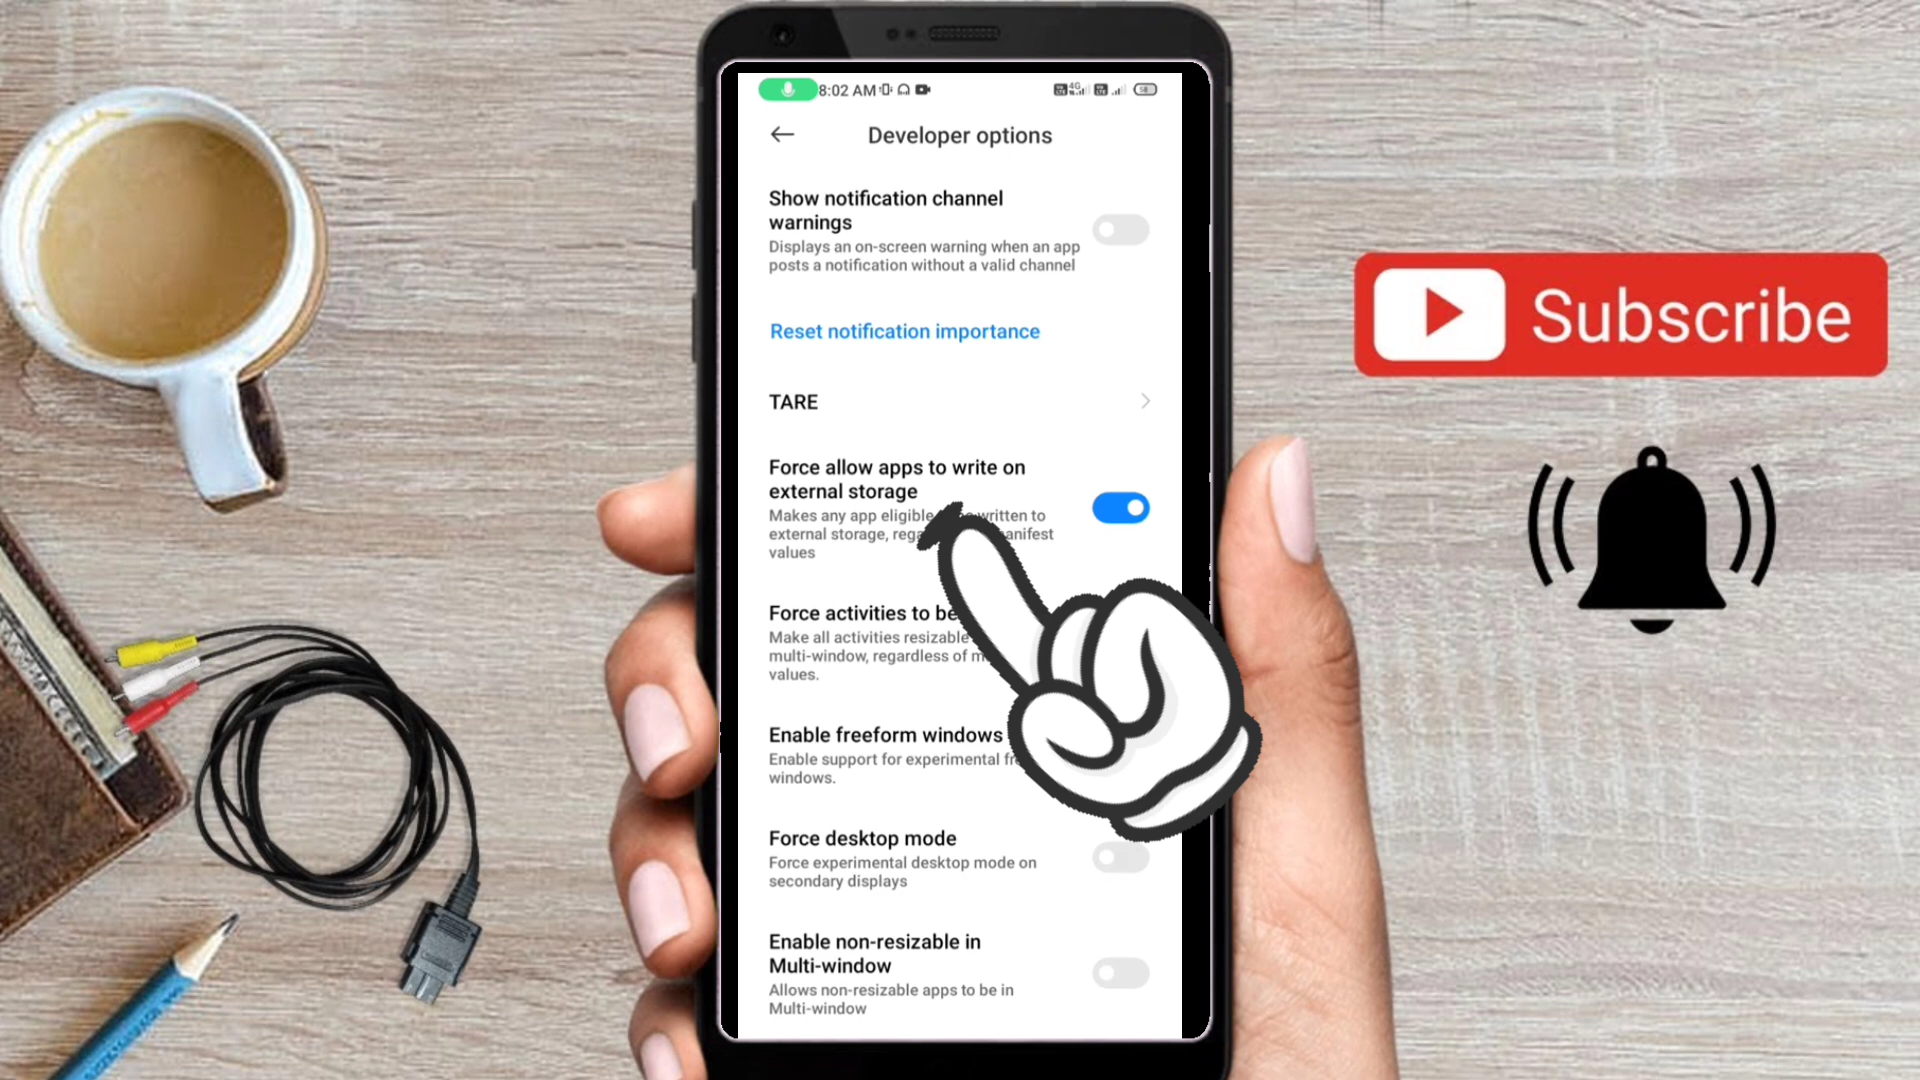 8:02 AM
4G
58
Developer options
Show notification channel
warnings
Displays an on-screen warning when an app
posts a notification without a valid channel
Reset notification importance
TARE
Force allow apps to write on
external storage
Makes any app eligible written to
external storage, manifest
values
Force activities to be
Make all activities resizable
multi-window, regardless of
values.
Enable freeform windows
Enable support for experimental
windows.
Force desktop mode
Force experimental desktop mode on
secondary displays
Enable non-resizable in
Multi-window
Allows non-resizable apps to be in
Multi-window
Subscribe